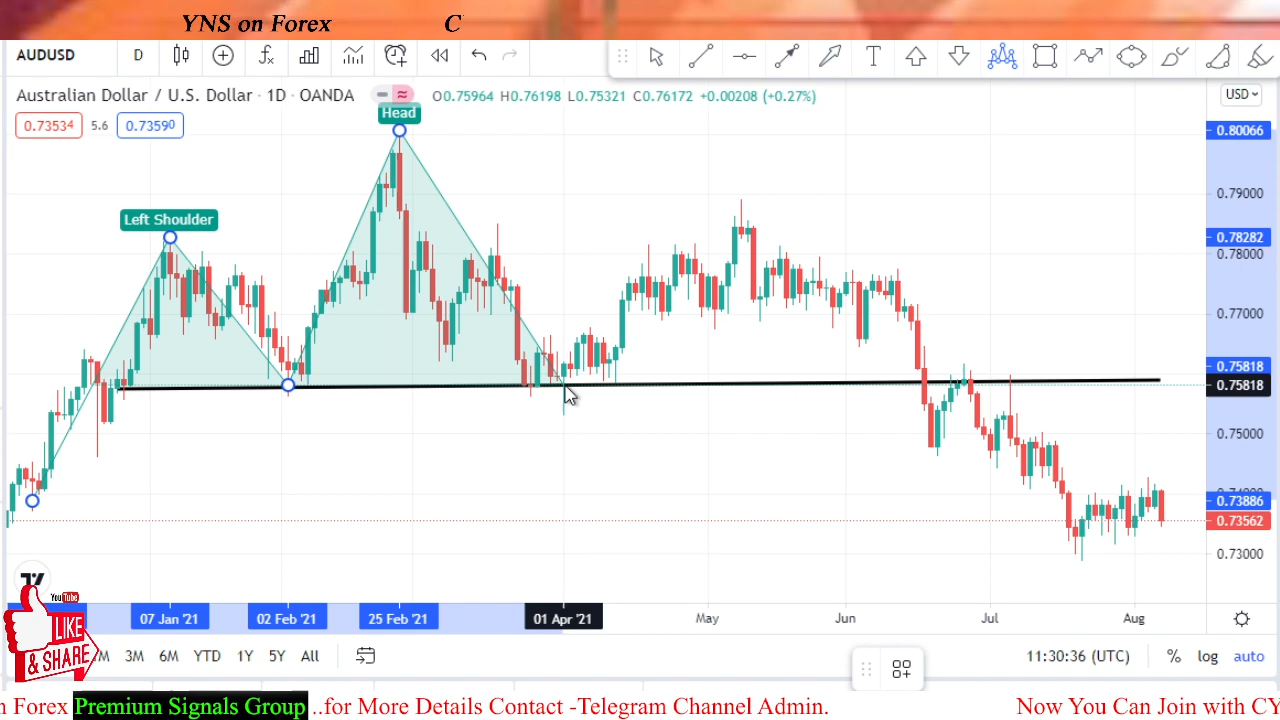 YNS on Forex C
AUDUSD D
Australian Dollar / U.S. Dollar · 1D · OANDA O0.75964 H0.76198 L0.75321 C0.76172 +0.00208 (+0.27%) USD
0.73534 5.6 0.73590
Head
Left Shoulder
0.80066
0.79000
0.78282
0.78000
0.77000
0.75818
0.75818
0.75000
0.73886
0.73562
0.73000
07 Jan '21 02 Feb '21 25 Feb '21 01 Apr '21 May Jun Jul Aug
YouTube
LIKE
& SHARE
M 3M 6M YTD 1Y 5Y All 11:30:36 (UTC) % log auto
n Forex Premium Signals Group ..for More Details Contact -Telegram Channel Admin. Now You Can Join with CY